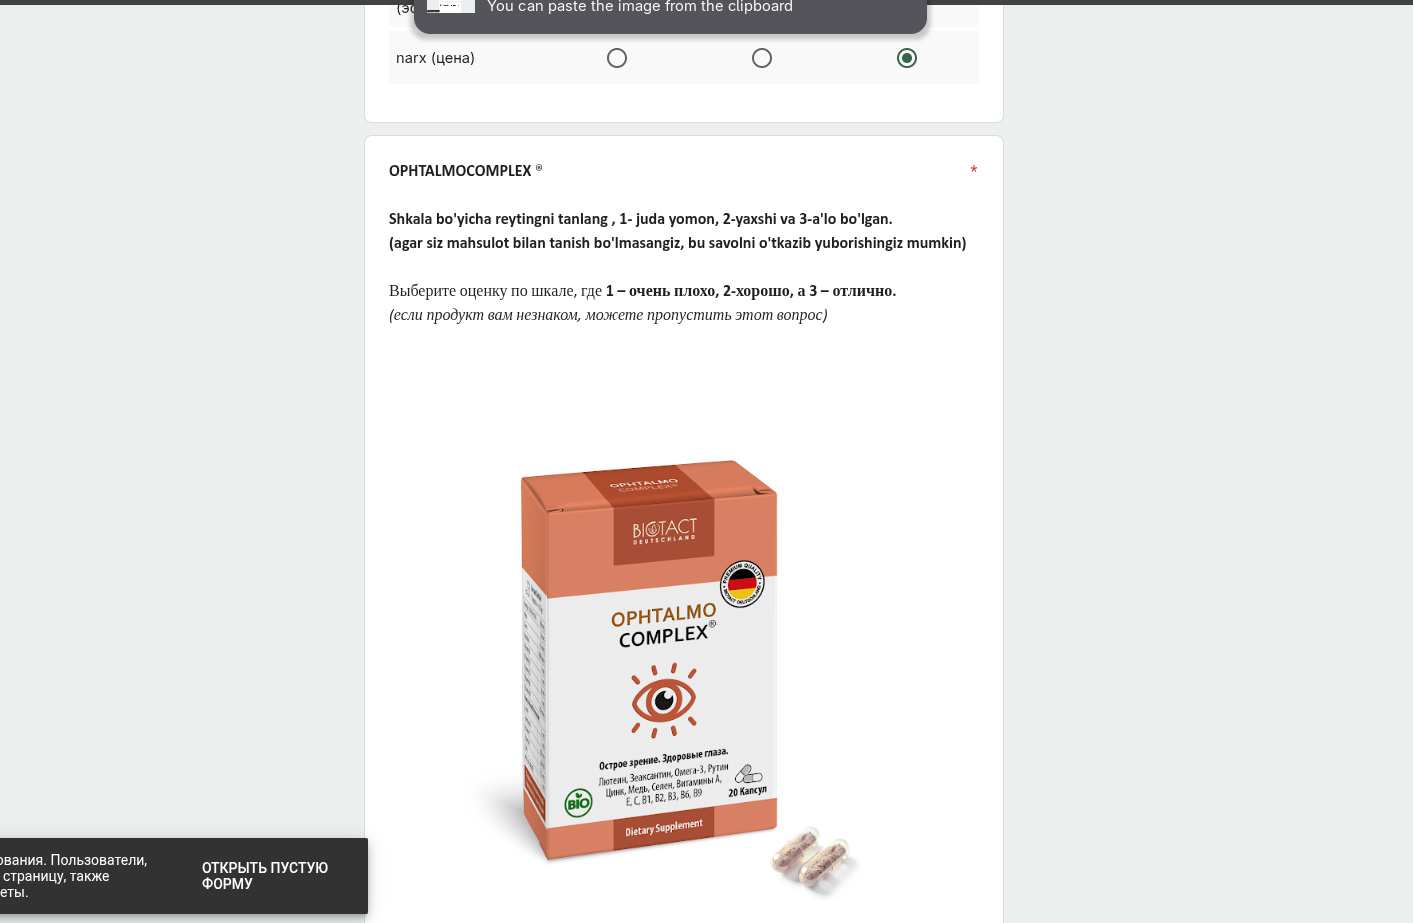 You can paste the image from the clipboard
narx (цена)
OPHTALMOCOMPLEX ®
*
Shkala bo'yicha reytingni tanlang , 1- juda yomon, 2-yaxshi va 3-a'lo bo'lgan.
(agar siz mahsulot bilan tanish bo'lmasangiz, bu savolni o'tkazib yuborishingiz mumkin)
Выберите оценку по шкале, где 1 – очень плохо, 2-хорошо, а 3 – отлично.
(если продукт вам незнаком, можете пропустить этот вопрос)
OPHTALMO
COMPLEX®
BIOTACT
DEUTSCHLAND
PREMIUM QUALITY
OPHTALMO
COMPLEX®
Острое зрение. Здоровые глаза.
Лютеин, Зеаксантин, Омега-3, Рутин
Цинк, Медь, Селен, Витамины А,
Е, С, В1, В2, В3, В6, В9
20 Капсул
BIO
Dietary Supplement
ования. Пользователи,
страницу, также
еты.
ОТКРЫТЬ ПУСТУЮ
ФОРМУ